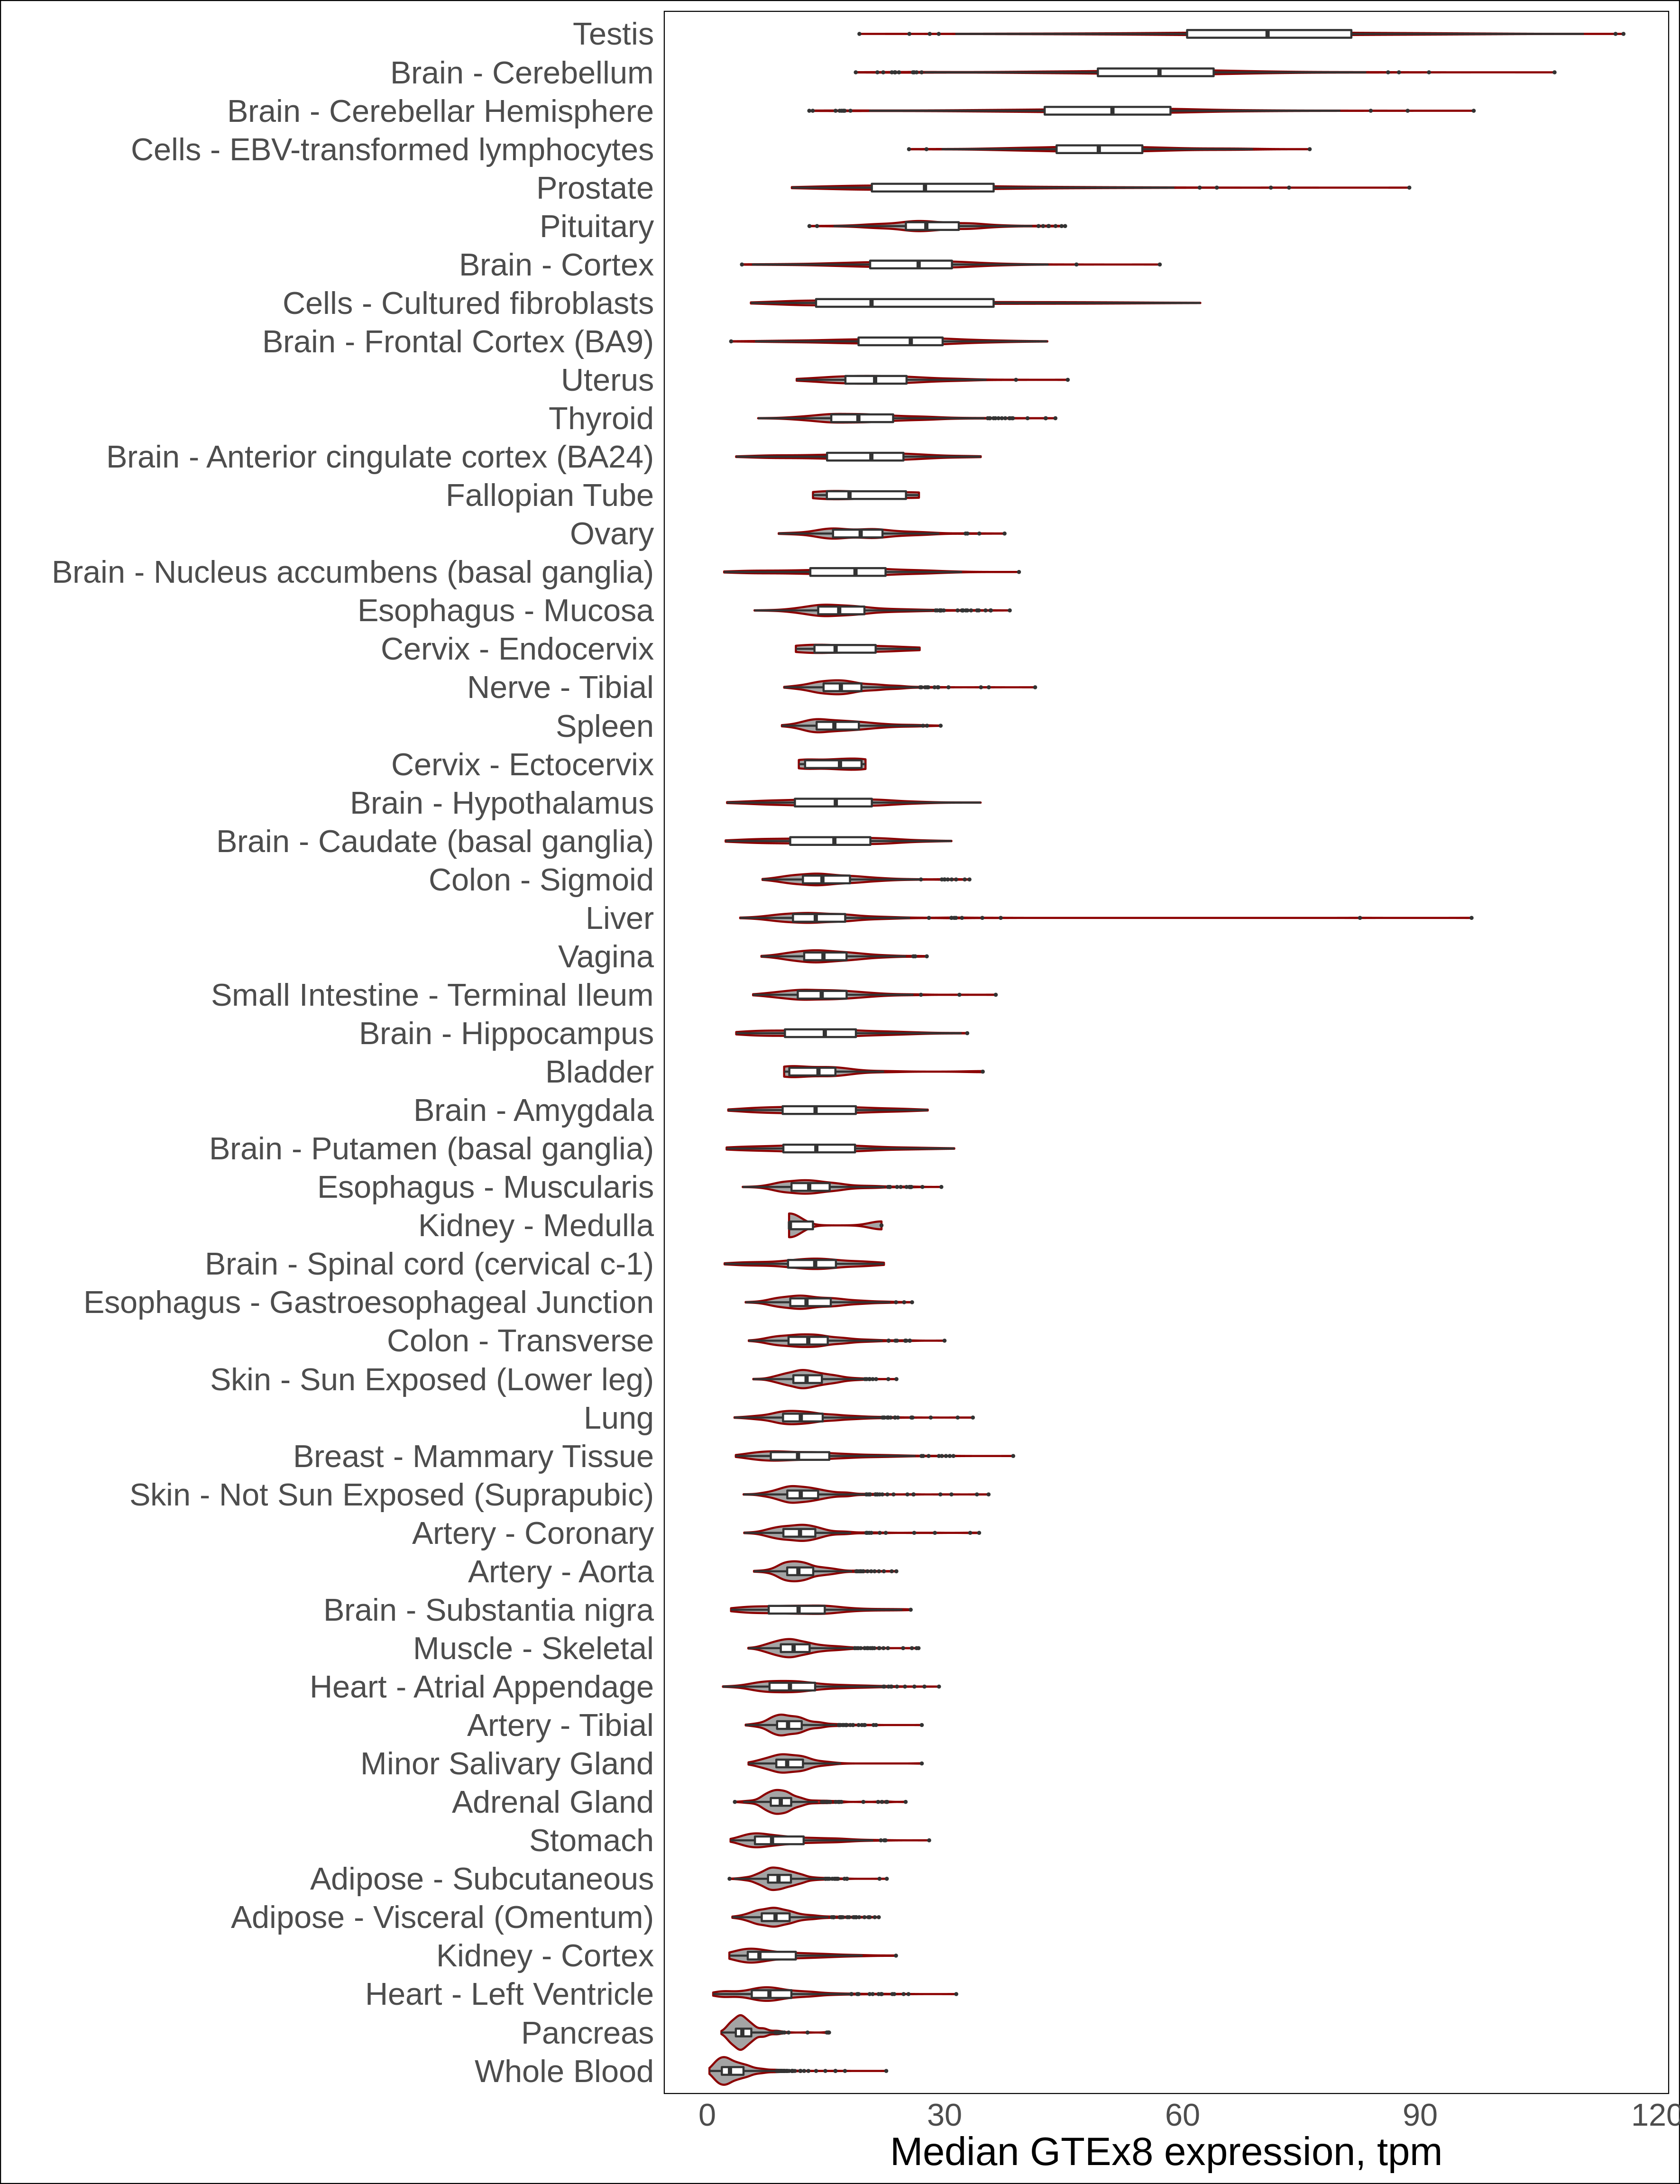 Testis
Brain - Cerebellum
Brain - Cerebellar Hemisphere
Cells - EBV-transformed lymphocytes
Prostate
Pituitary
Brain - Cortex
Cells - Cultured fibroblasts
Brain - Frontal Cortex (BA9)
Uterus
Thyroid
Brain - Anterior cingulate cortex (BA24)
Fallopian Tube
Ovary
Brain - Nucleus accumbens (basal ganglia)
Esophagus - Mucosa
Cervix - Endocervix
Nerve - Tibial
Spleen
Cervix - Ectocervix
Brain - Hypothalamus
Brain - Caudate (basal ganglia)
Colon - Sigmoid
Liver
Vagina
Small Intestine - Terminal Ileum
Brain - Hippocampus
Bladder
Brain - Amygdala
Brain - Putamen (basal ganglia)
Esophagus - Muscularis
Kidney - Medulla
Brain - Spinal cord (cervical c-1)
Esophagus - Gastroesophageal Junction
Colon - Transverse
Skin - Sun Exposed (Lower leg)
Lung
Breast - Mammary Tissue
Skin - Not Sun Exposed (Suprapubic)
Artery - Coronary
Artery - Aorta
Brain - Substantia nigra
Muscle - Skeletal
Heart - Atrial Appendage
Artery - Tibial
Minor Salivary Gland
Adrenal Gland
Stomach
Adipose - Subcutaneous
Adipose - Visceral (Omentum)
Kidney - Cortex
Heart - Left Ventricle
Pancreas
Whole Blood
0 30 60 90 120
Median GTEx8 expression, tpm